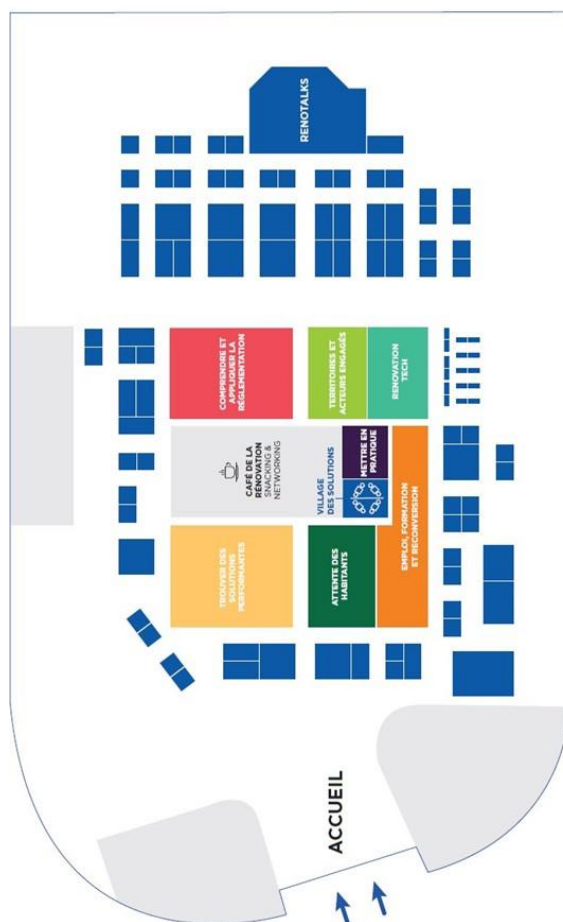 RENOTALKS
COMPRENDRE ET
APPLIQUER LA
RÉGLEMENTATION
TERRITOIRES ET
ACTEURS ENGAGÉS
RENOVATION
TECH
CAFÉ DE LA
RÉNOVATION
SNACKING &
NETWORKING
VILLAGE
DES SOLUTIONS
METTRE EN
PRATIQUE
EMPLOI, FORMATION
ET RECONVERSION
TROUVER DES
SOLUTIONS
PERFORMANTES
ATTENTE DES
HABITANTS
ACCUEIL